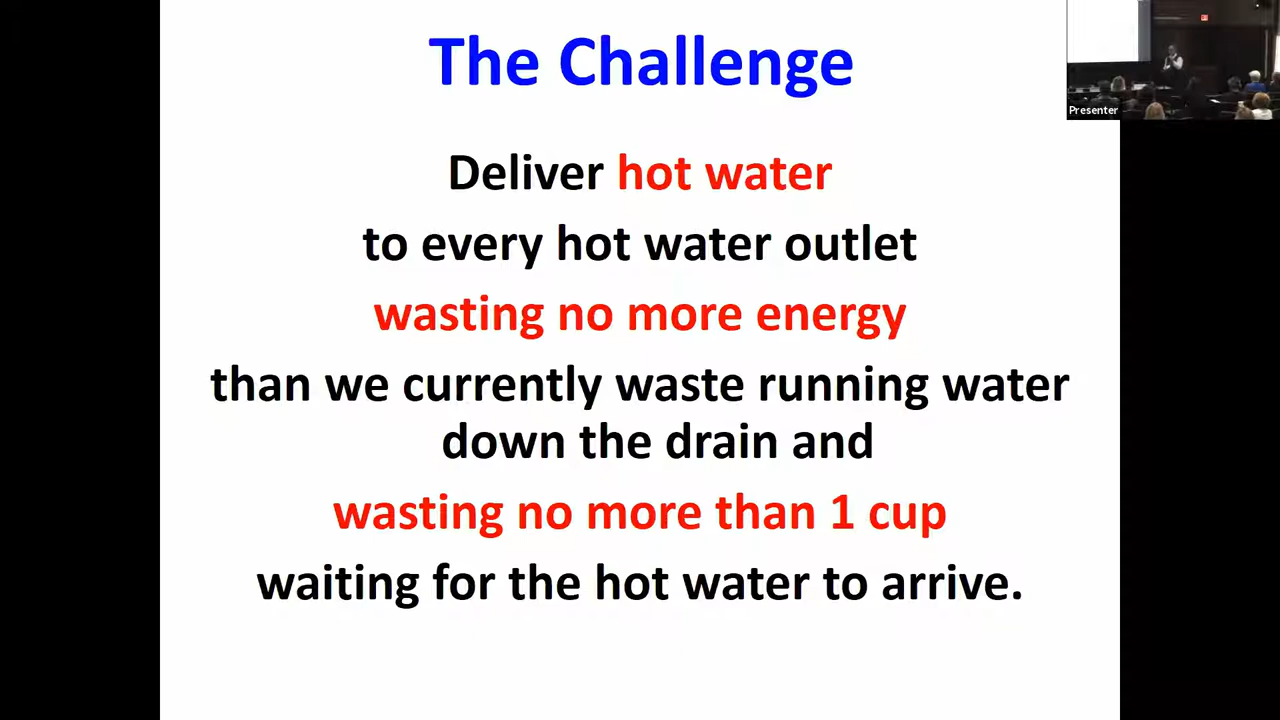 The Challenge
Deliver hot water
to every hot water outlet
wasting no more energy
than we currently waste running water
down the drain and
wasting no more than 1 cup
waiting for the hot water to arrive.
Presenter